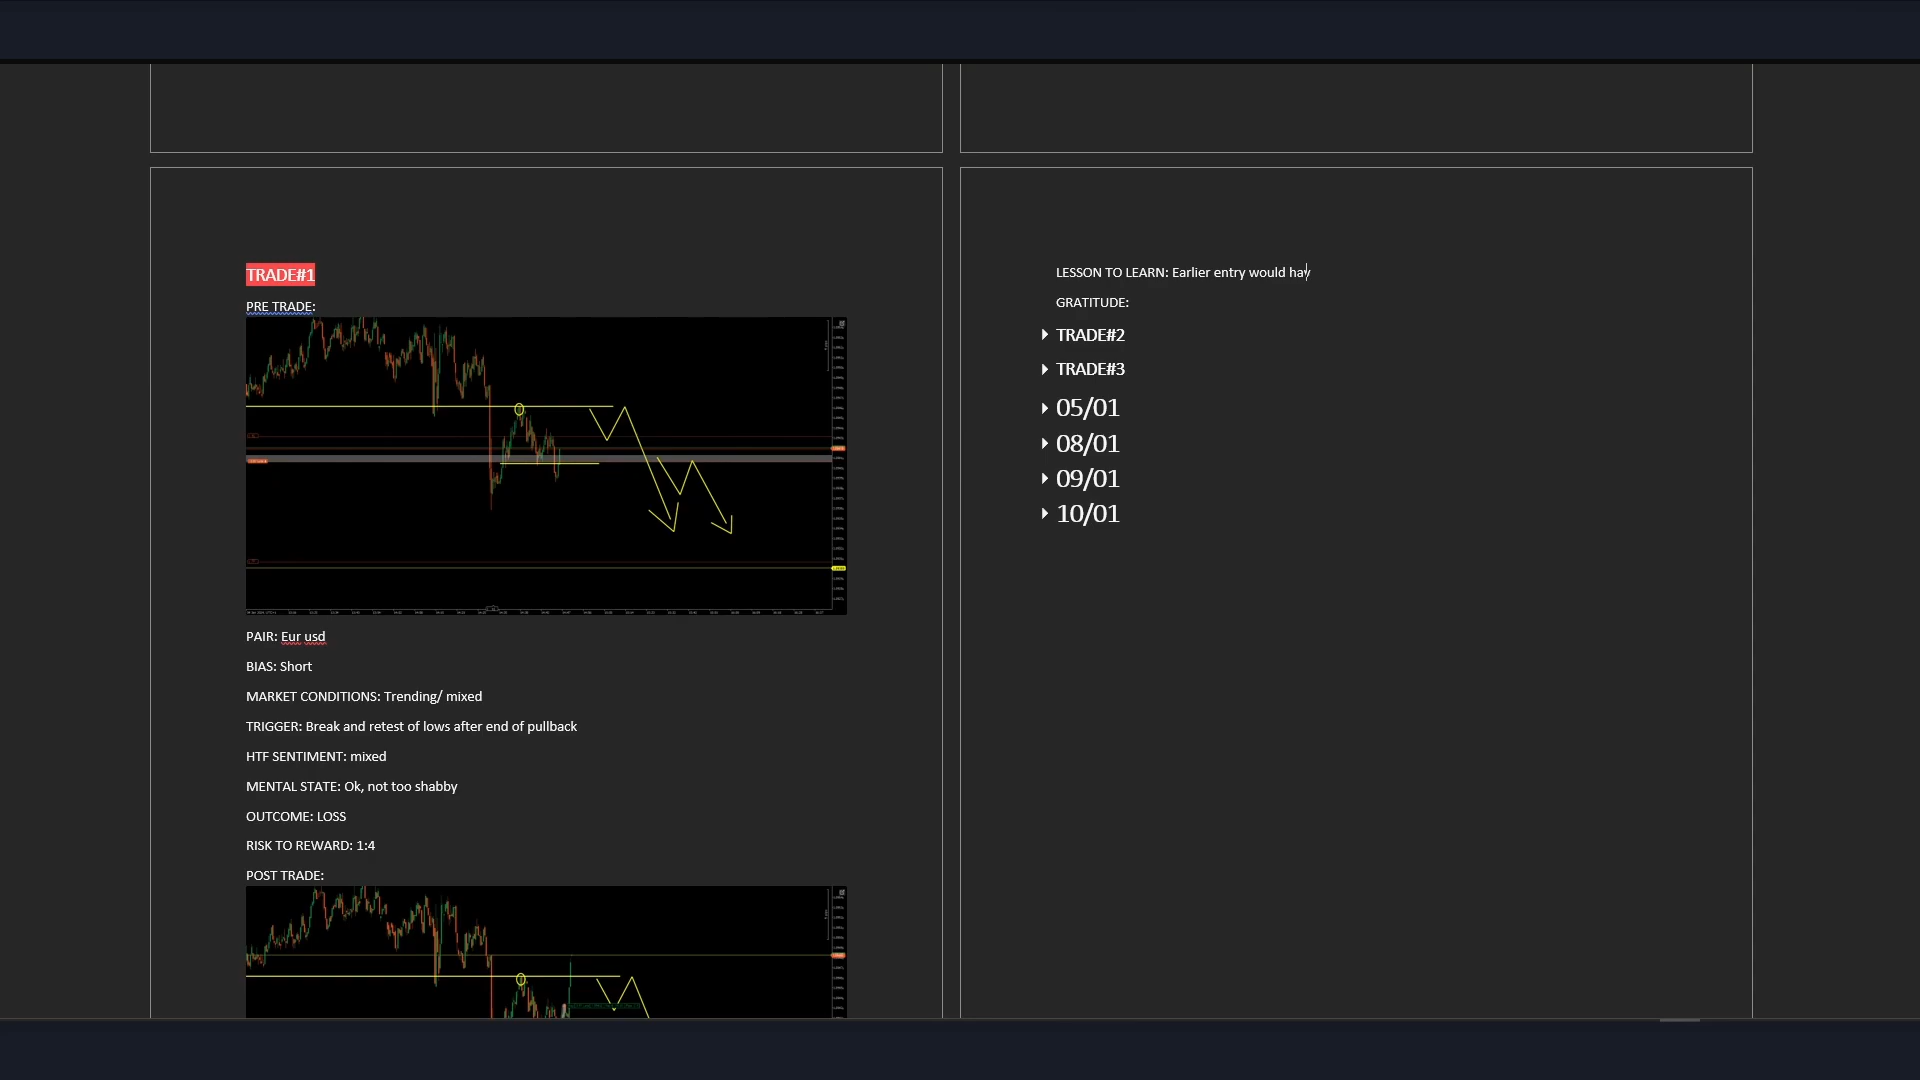 TRADE#1
PRE TRADE:
PAIR: Eur usd
BIAS: Short
MARKET CONDITIONS: Trending/ mixed
TRIGGER: Break and retest of lows after end of pullback
HTF SENTIMENT: mixed
MENTAL STATE: Ok, not too shabby
OUTCOME: LOSS
RISK TO REWARD: 1:4
POST TRADE:
LESSON TO LEARN: Earlier entry would hav
GRATITUDE:
TRADE#2
TRADE#3
05/01
08/01
09/01
10/01